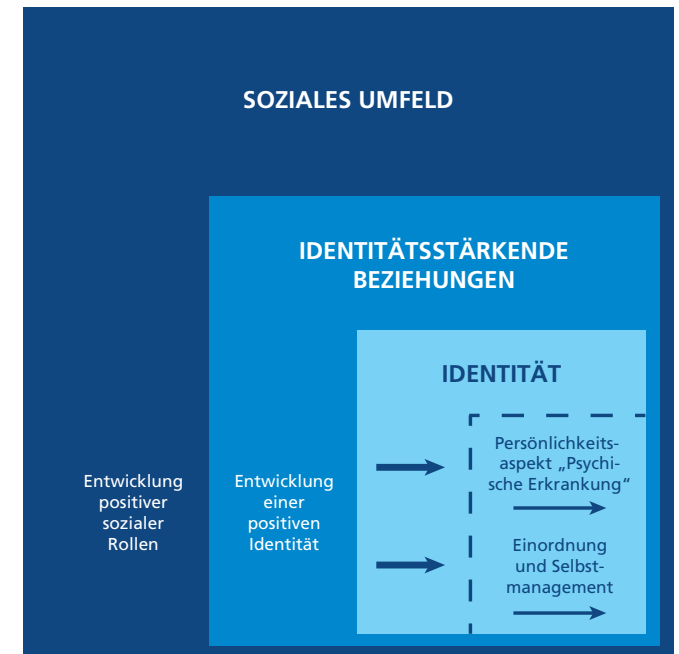 SOZIALES UMFELD
IDENTITÄTSSTÄRKENDE
BEZIEHUNGEN
IDENTITÄT
Entwicklung
positiver
sozialer
Rollen
Entwicklung
einer
positiven
Identität
Persönlichkeits-
aspekt „Psychi-
sche Erkrankung“
Einordnung
und Selbst-
management